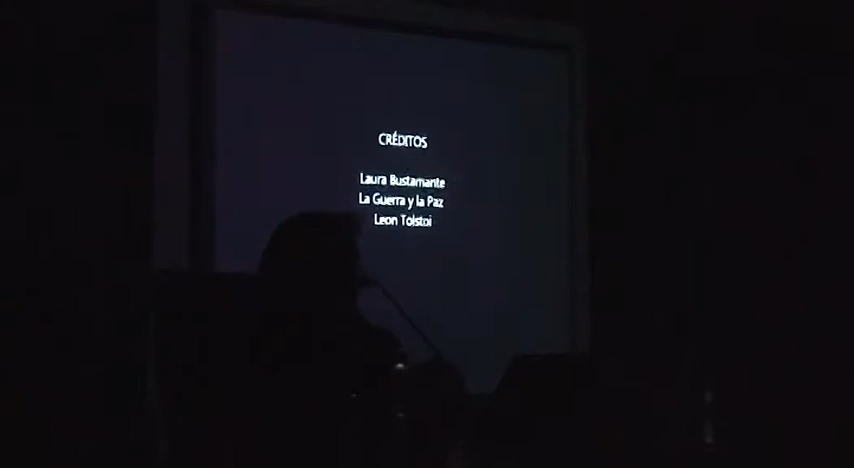 CRÉDITOS
Laura Bustamante
La Guerra y la Paz
Leon Tolstoi